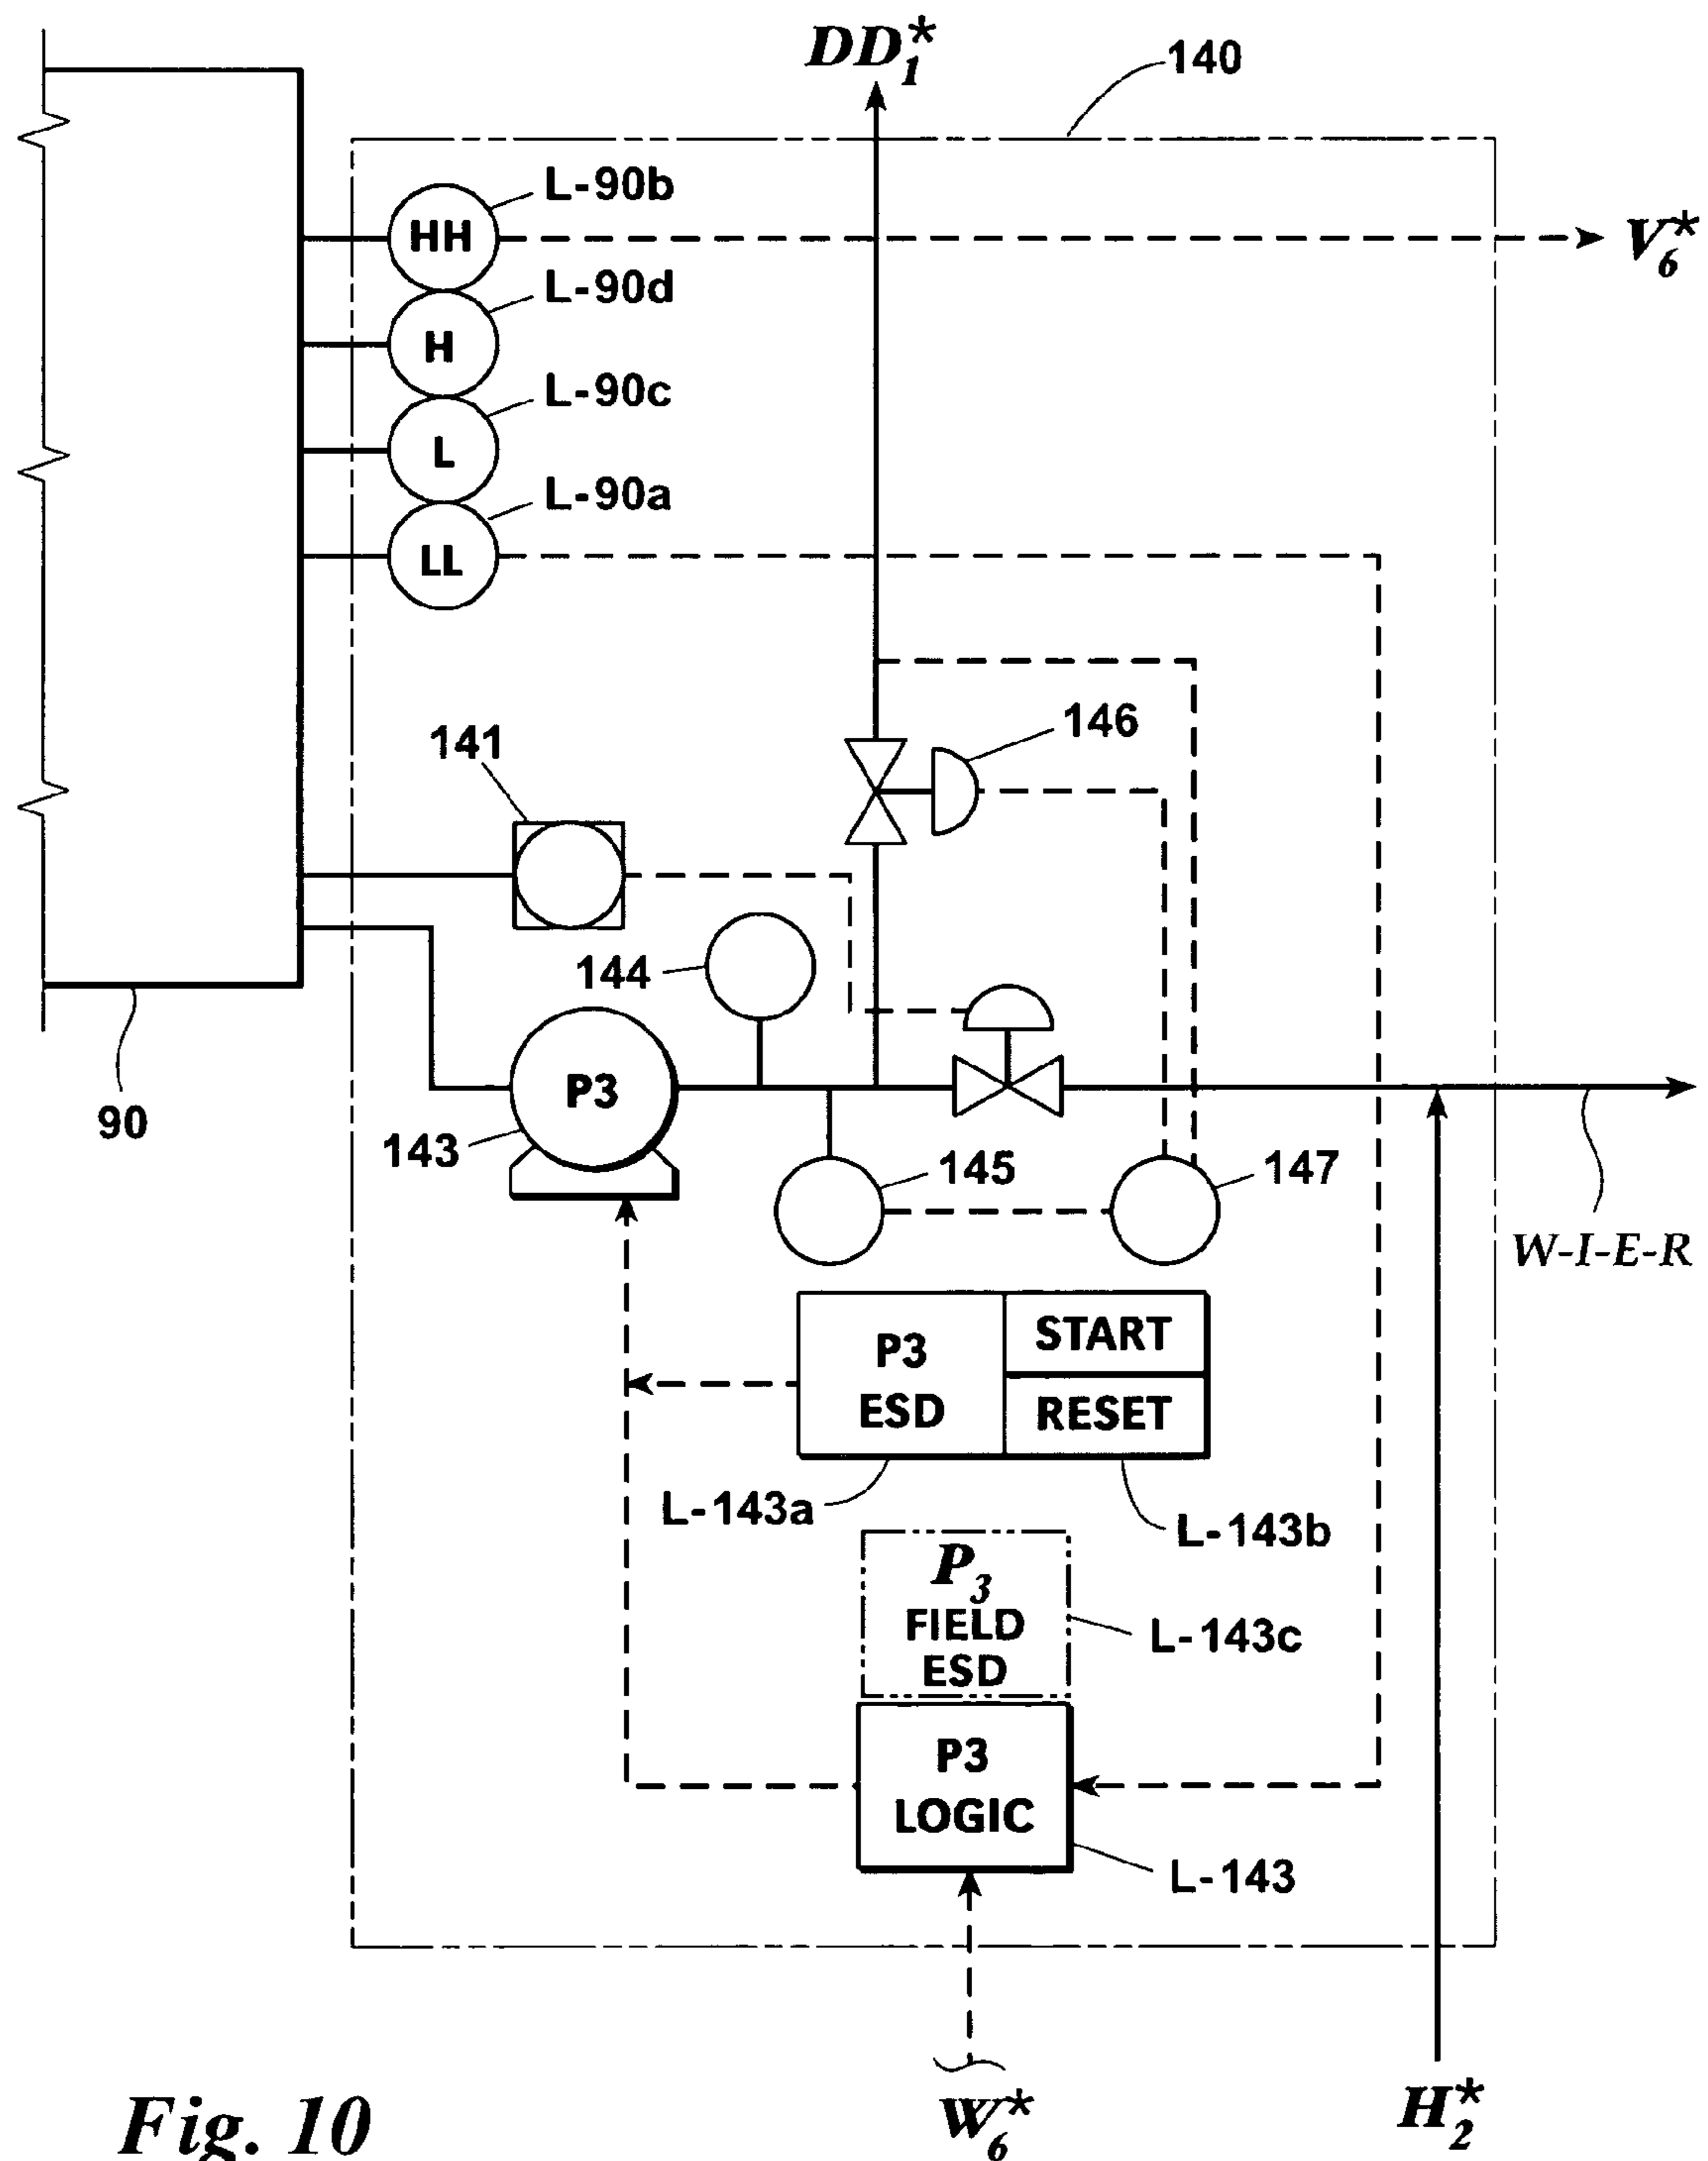 DD₁*
140
L-90b
HH
V₆*
L-90d
H
L-90c
L
L-90a
LL
146
141
144
P3
90
143
145
147
W-I-E-R
P3
ESD
START
RESET
L-143a
L-143b
P₃
FIELD
ESD
L-143c
P3
LOGIC
L-143
W₆*
H₂*
Fig. 10